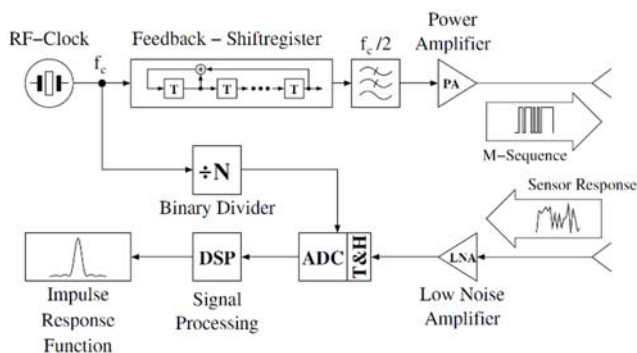 RF-Clock
Feedback - Shiftregister
f_c
f_c/2
Power
Amplifier
T
T
T
PA
M-Sequence
÷N
Binary Divider
Sensor Response
DSP
ADC
T&H
LNA
Impulse
Response
Function
Signal
Processing
Low Noise
Amplifier